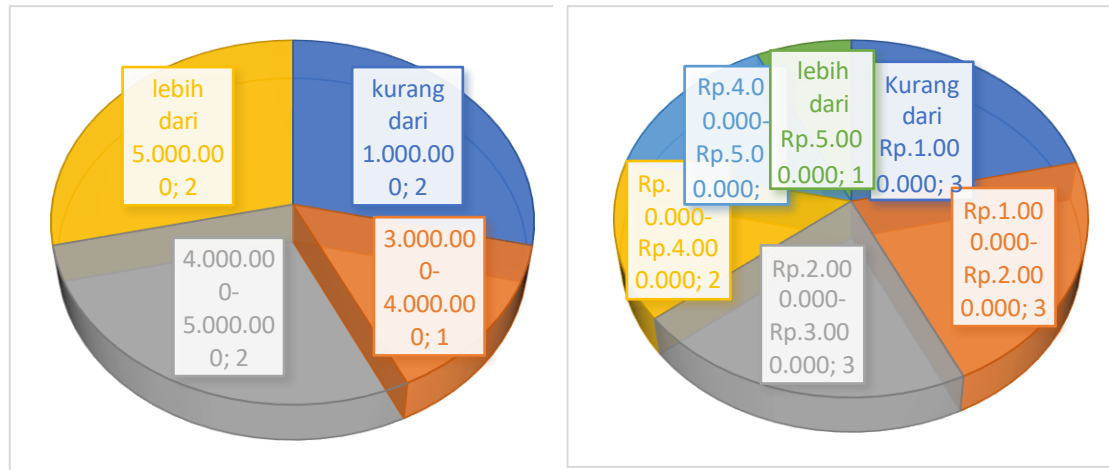 lebih
dari
5.000.00
0; 2
kurang
dari
1.000.00
0; 2
4.000.00
0-
5.000.00
0; 2
3.000.00
0-
4.000.00
0; 1
Rp.4.0
0.000-
Rp.5.0
0.000;
lebih
dari
Rp.5.00
0.000; 1
Kurang
dari
Rp.1.00
0.000; 3
Rp.
0.000-
Rp.4.00
0.000; 2
Rp.2.00
0.000-
Rp.3.00
0.000; 3
Rp.1.00
0.000-
Rp.2.00
0.000; 3